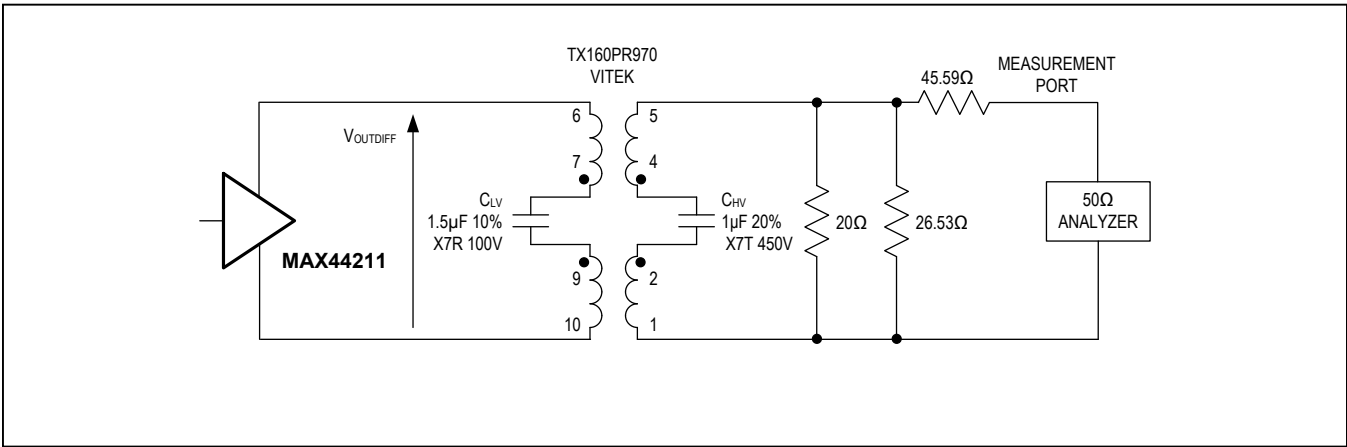 TX160PR970
VITEK
MEASUREMENT
PORT
45.59Ω
VOUTDIFF
6
5
7
4
CLV
1.5µF 10%
X7R 100V
CHV
1µF 20%
X7T 450V
20Ω
26.53Ω
50Ω
ANALYZER
MAX44211
9
2
10
1